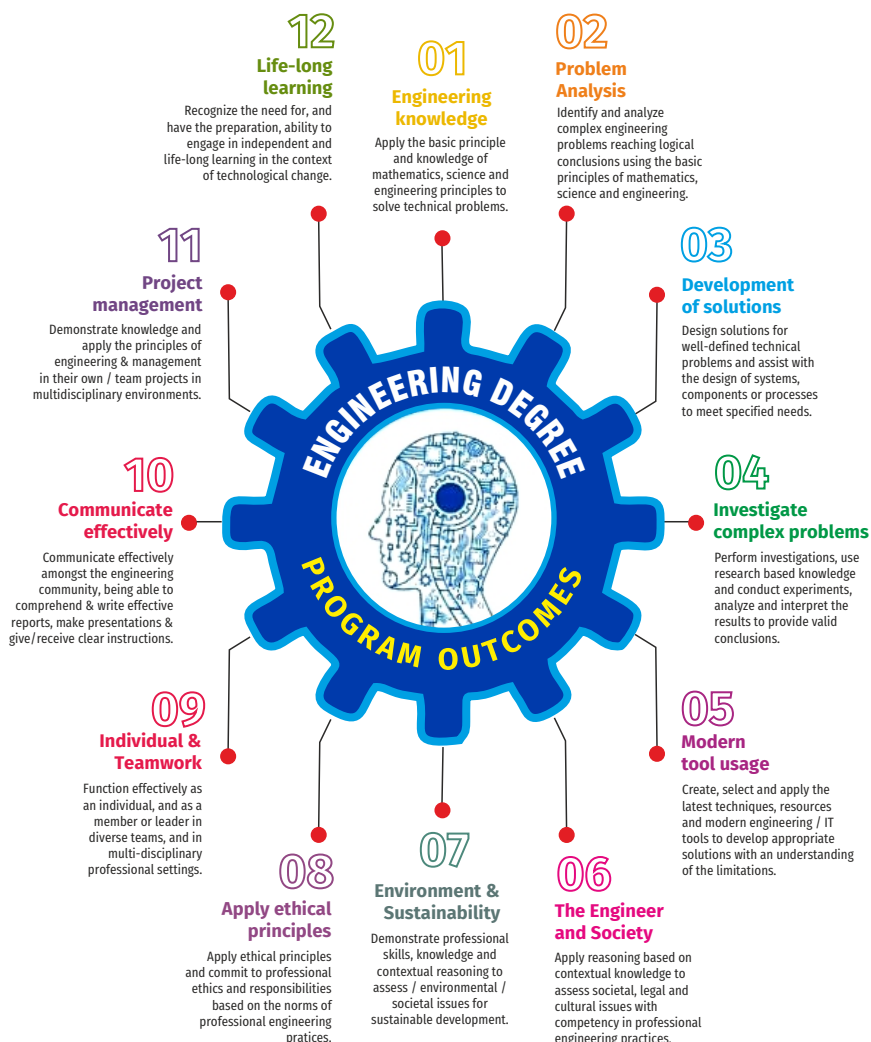 ENGINEERING DEGREE
PROGRAM OUTCOMES
01
Engineering
knowledge
Apply the basic principle
and knowledge of
mathematics, science and
engineering principles to
solve technical problems.
02
Problem
Analysis
Identify and analyze
complex engineering
problems reaching logical
conclusions using the basic
principles of mathematics,
science and engineering.
03
Development
of solutions
Design solutions for
well-defined technical
problems and assist with
the design of systems,
components or processes
to meet specified needs.
04
Investigate
complex problems
Perform investigations, use
research based knowledge
and conduct experiments,
analyze and interpret the
results to provide valid
conclusions.
05
Modern
tool usage
Create, select and apply the
latest techniques, resources
and modern engineering / IT
tools to develop appropriate
solutions with an understanding
of the limitations.
06
The Engineer
and Society
Apply reasoning based on
contextual knowledge to
assess societal, legal and
cultural issues with
competency in professional
engineering practices.
07
Environment &
Sustainability
Demonstrate professional
skills, knowledge and
contextual reasoning to
assess / environmental /
societal issues for
sustainable development.
08
Apply ethical
principles
Apply ethical principles
and commit to professional
ethics and responsibilities
based on the norms of
professional engineering
pratices.
09
Individual &
Teamwork
Function effectively as
an individual, and as a
member or leader in
diverse teams, and in
multi-disciplinary
professional settings.
10
Communicate
effectively
Communicate effectively
amongst the engineering
community, being able to
comprehend & write effective
reports, make presentations &
give/receive clear instructions.
11
Project
management
Demonstrate knowledge and
apply the principles of
engineering & management
in their own / team projects in
multidisciplinary environments.
12
Life-long
learning
Recognize the need for, and
have the preparation, ability to
engage in independent and
life-long learning in the context
of technological change.